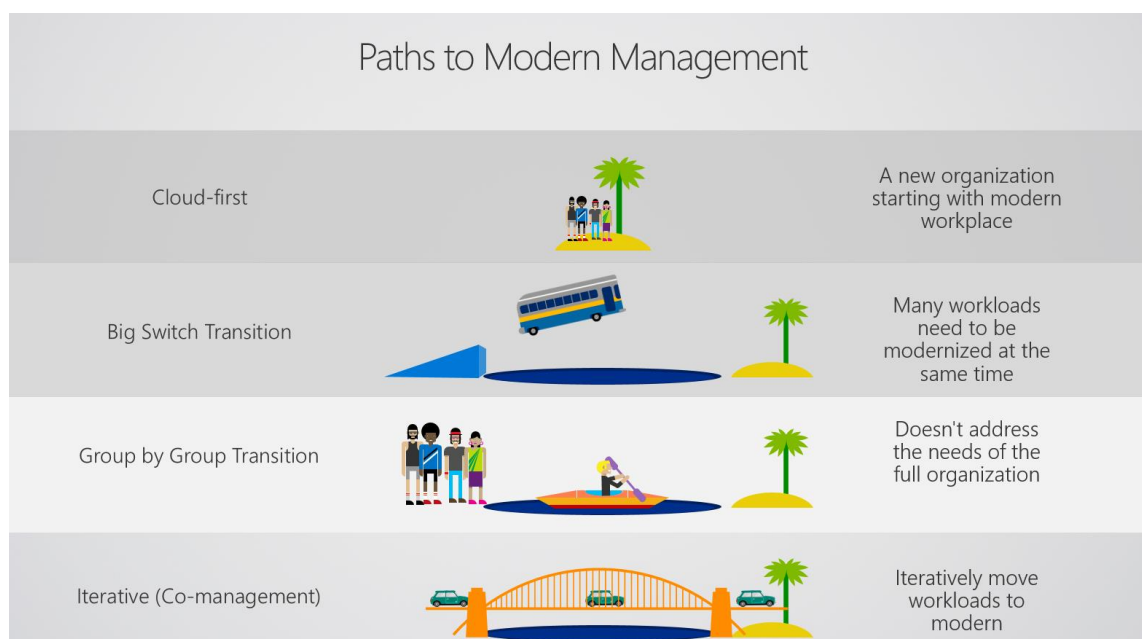 Paths to Modern Management
Cloud-first
A new organization
starting with modern
workplace
Big Switch Transition
Many workloads
need to be
modernized at the
same time
Group by Group Transition
Doesn't address
the needs of the
full organization
Iterative (Co-management)
Iteratively move
workloads to
modern